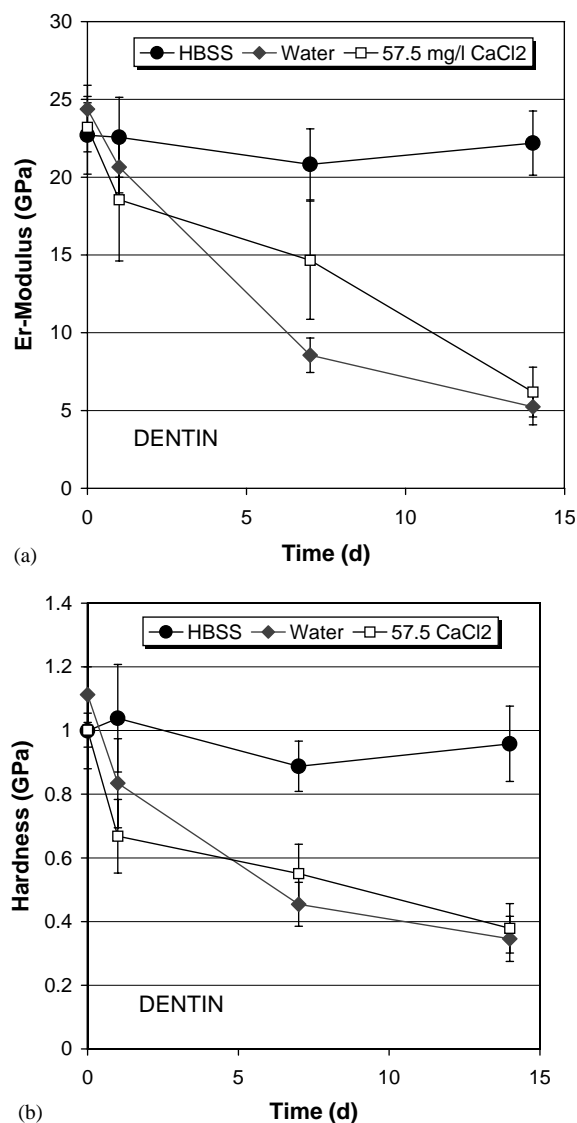 30
HBSS Water 57.5 mg/l CaCl2
25
20
15
10
5
0
Er-Modulus (GPa)
DENTIN
0 5 10 15
(a)
Time (d)
1.4
HBSS Water 57.5 CaCl2
1.2
1
0.8
0.6
0.4
0.2
0
Hardness (GPa)
DENTIN
0 5 10 15
(b)
Time (d)